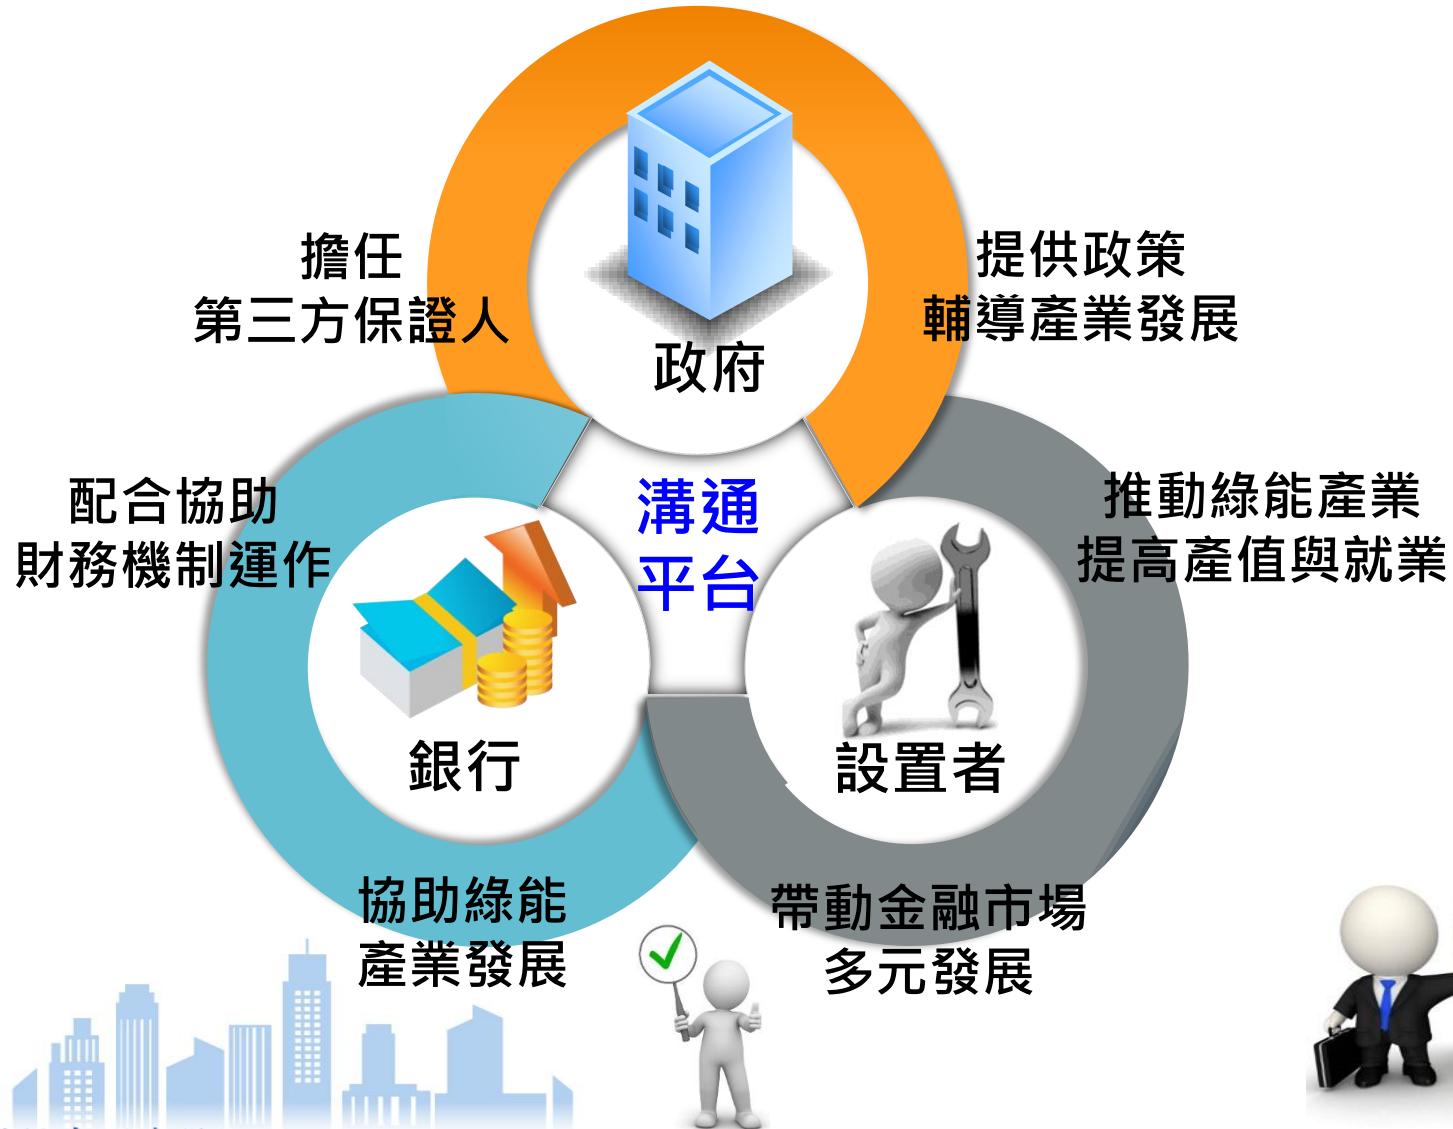 擔任
第三方保證人
提供政策
輔導產業發展
政府
配合協助
財務機制運作
溝通
平台
推動綠能產業
提高產值與就業
銀行
設置者
協助綠能
產業發展
帶動金融市場
多元發展